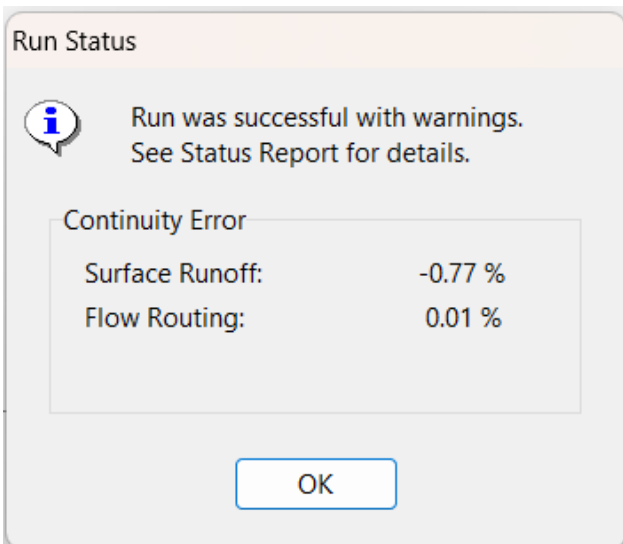 Run Status
Run was successful with warnings.
See Status Report for details.
Continuity Error
Surface Runoff: -0.77 %
Flow Routing: 0.01 %
OK